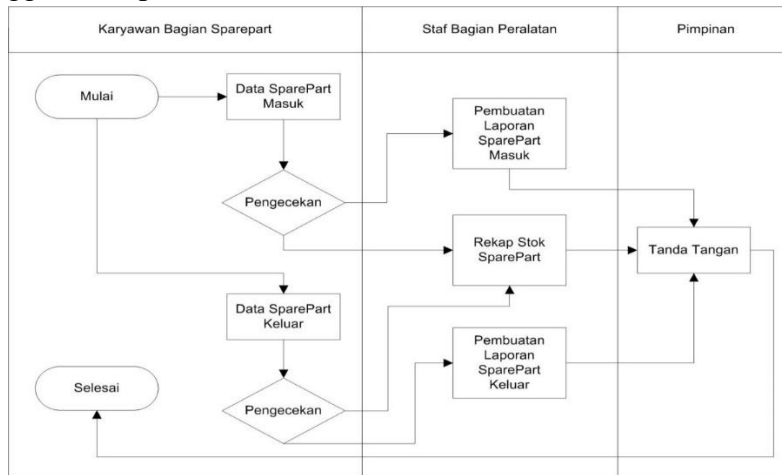 Karyawan Bagian Sparepart
Staf Bagian Peralatan
Pimpinan
Mulai
Data SparePart
Masuk
Pengecekan
Data SparePart
Keluar
Pengecekan
Selesai
Pembuatan
Laporan
SparePart
Masuk
Rekap Stok
SparePart
Pembuatan
Laporan
SparePart
Keluar
Tanda Tangan